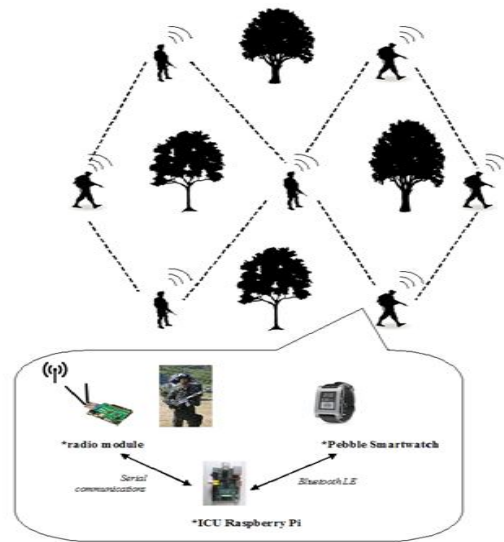 *radio module
*Pebble Smartwatch
Serial
communications
Bluetooth LE
*ICU Raspberry Pi